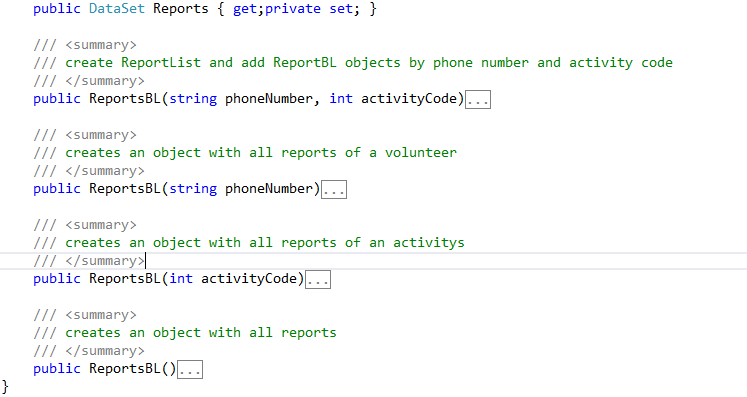 public DataSet Reports { get;private set; }
/// <summary>
/// create ReportList and add ReportBL objects by phone number and activity code
/// </summary>
public ReportsBL(string phoneNumber, int activityCode)...
/// <summary>
/// creates an object with all reports of a volunteer
/// </summary>
public ReportsBL(string phoneNumber)...
/// <summary>
/// creates an object with all reports of an activitys
/// </summary>
public ReportsBL(int activityCode)...
/// <summary>
/// creates an object with all reports
/// </summary>
public ReportsBL()...
}